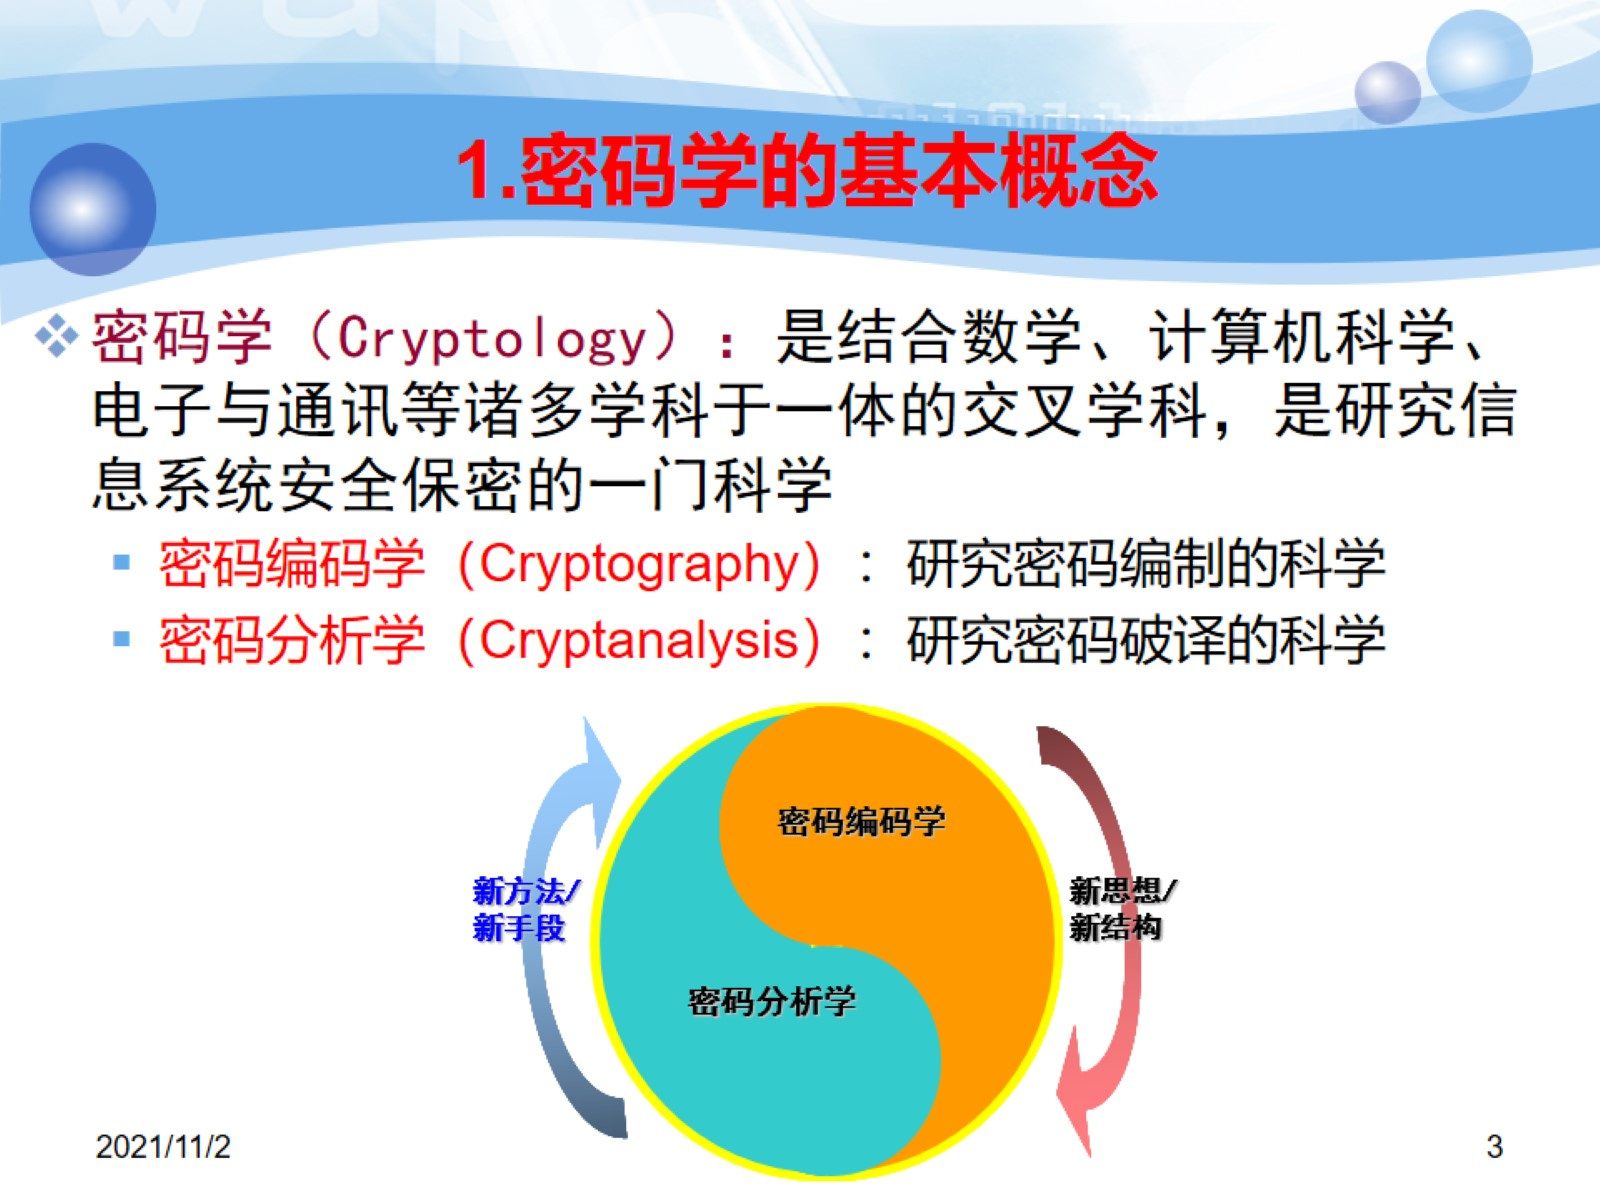 1.密码学的基本概念
密码学（Cryptology）：是结合数学、计算机科学、
电子与通讯等诸多学科于一体的交叉学科，是研究信
息系统安全保密的一门科学
密码编码学（Cryptography）：研究密码编制的科学
密码分析学（Cryptanalysis）：研究密码破译的科学
密码编码学
新方法/
新手段
新思想/
新结构
密码分析学
2021/11/2
3